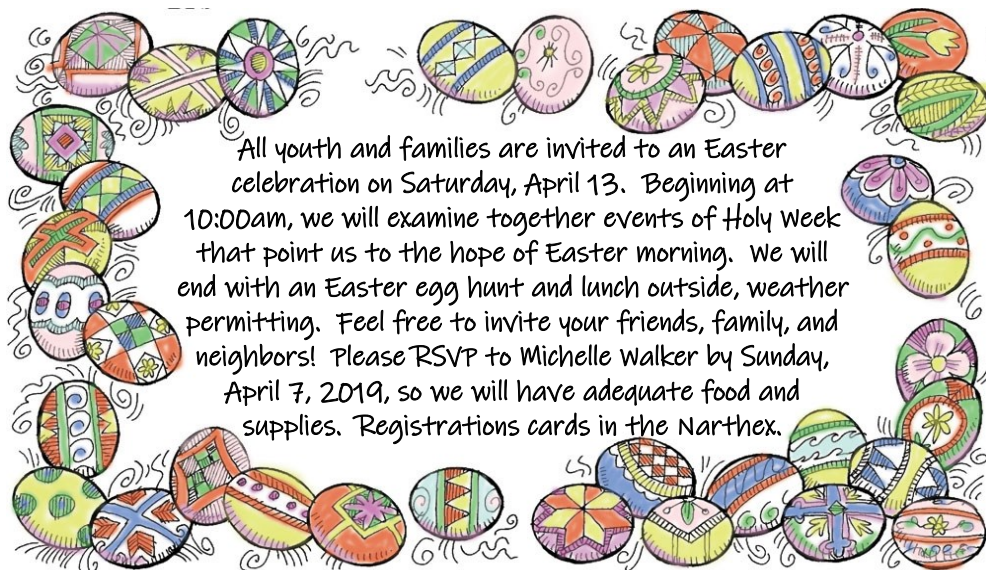 All youth and families are invited to an Easter
celebration on Saturday, April 13. Beginning at
10:00am, we will examine together events of Holy Week
that point us to the hope of Easter morning. We will
end with an Easter egg hunt and lunch outside, weather
permitting. Feel free to invite your friends, family, and
neighbors! Please RSVP to Michelle Walker by Sunday,
April 7, 2019, so we will have adequate food and
supplies. Registrations cards in the Narthex.